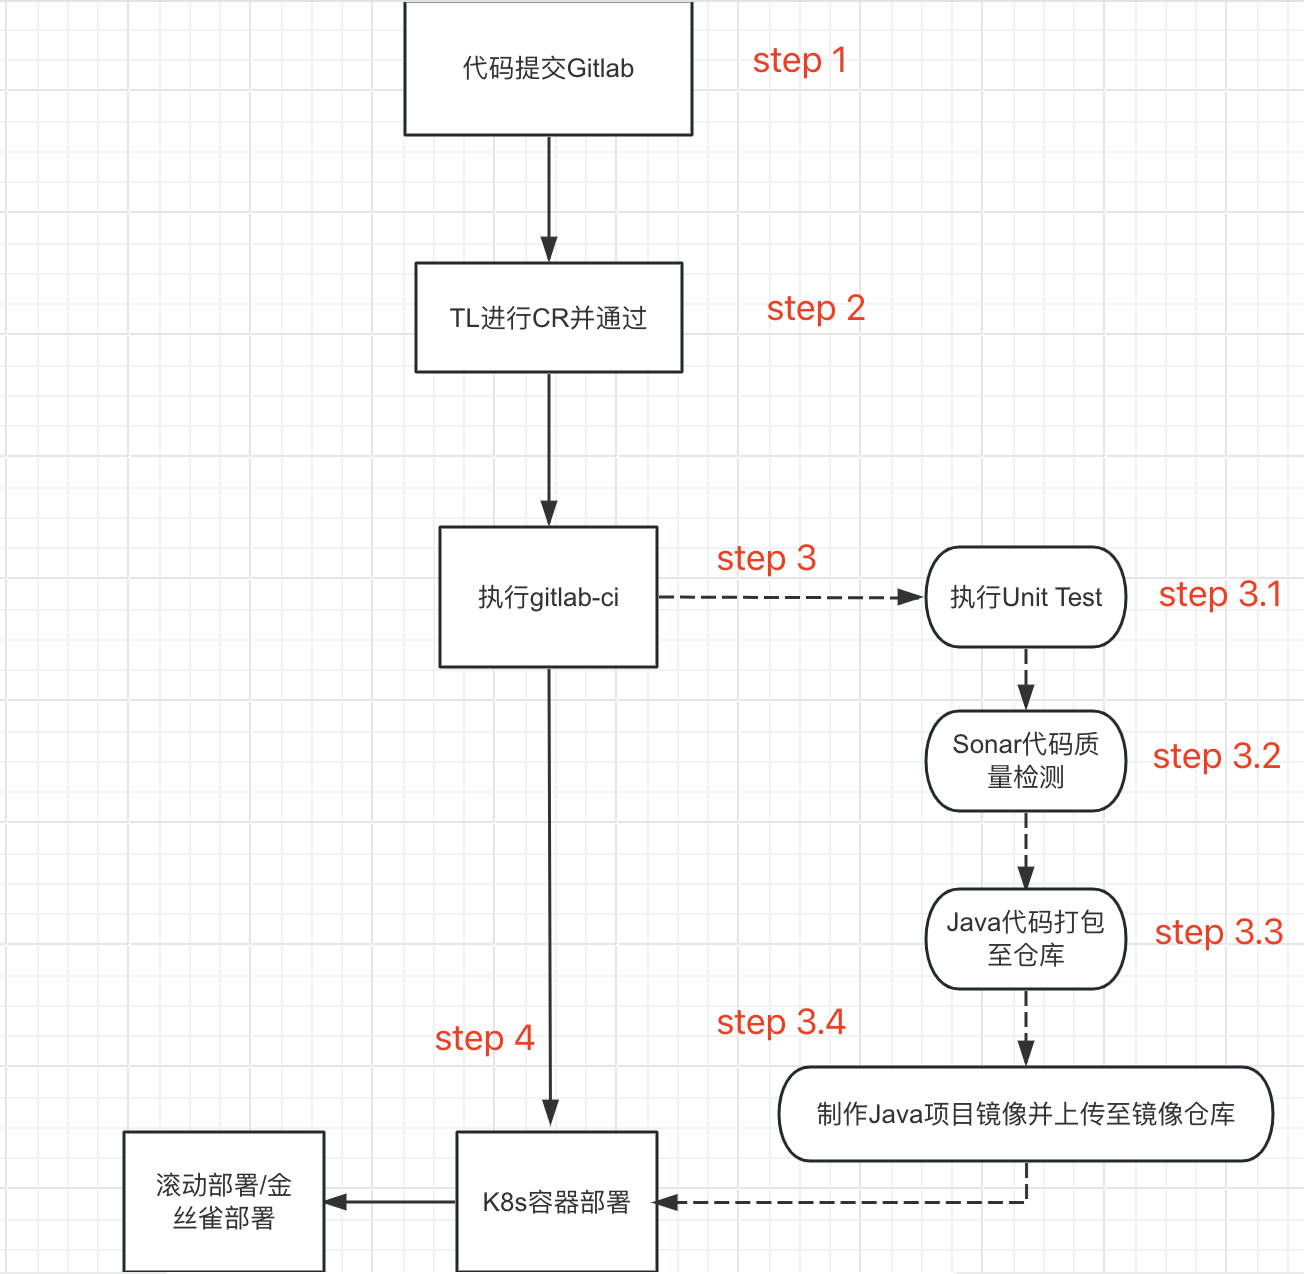 代码提交Gitlab
step 1
TL进行CR并通过
step 2
执行gitlab-ci
step 3
执行Unit Test
step 3.1
Sonar代码质
量检测
step 3.2
Java代码打包
至仓库
step 3.3
step 3.4
制作Java项目镜像并上传至镜像仓库
step 4
K8s容器部署
滚动部署/金
丝雀部署